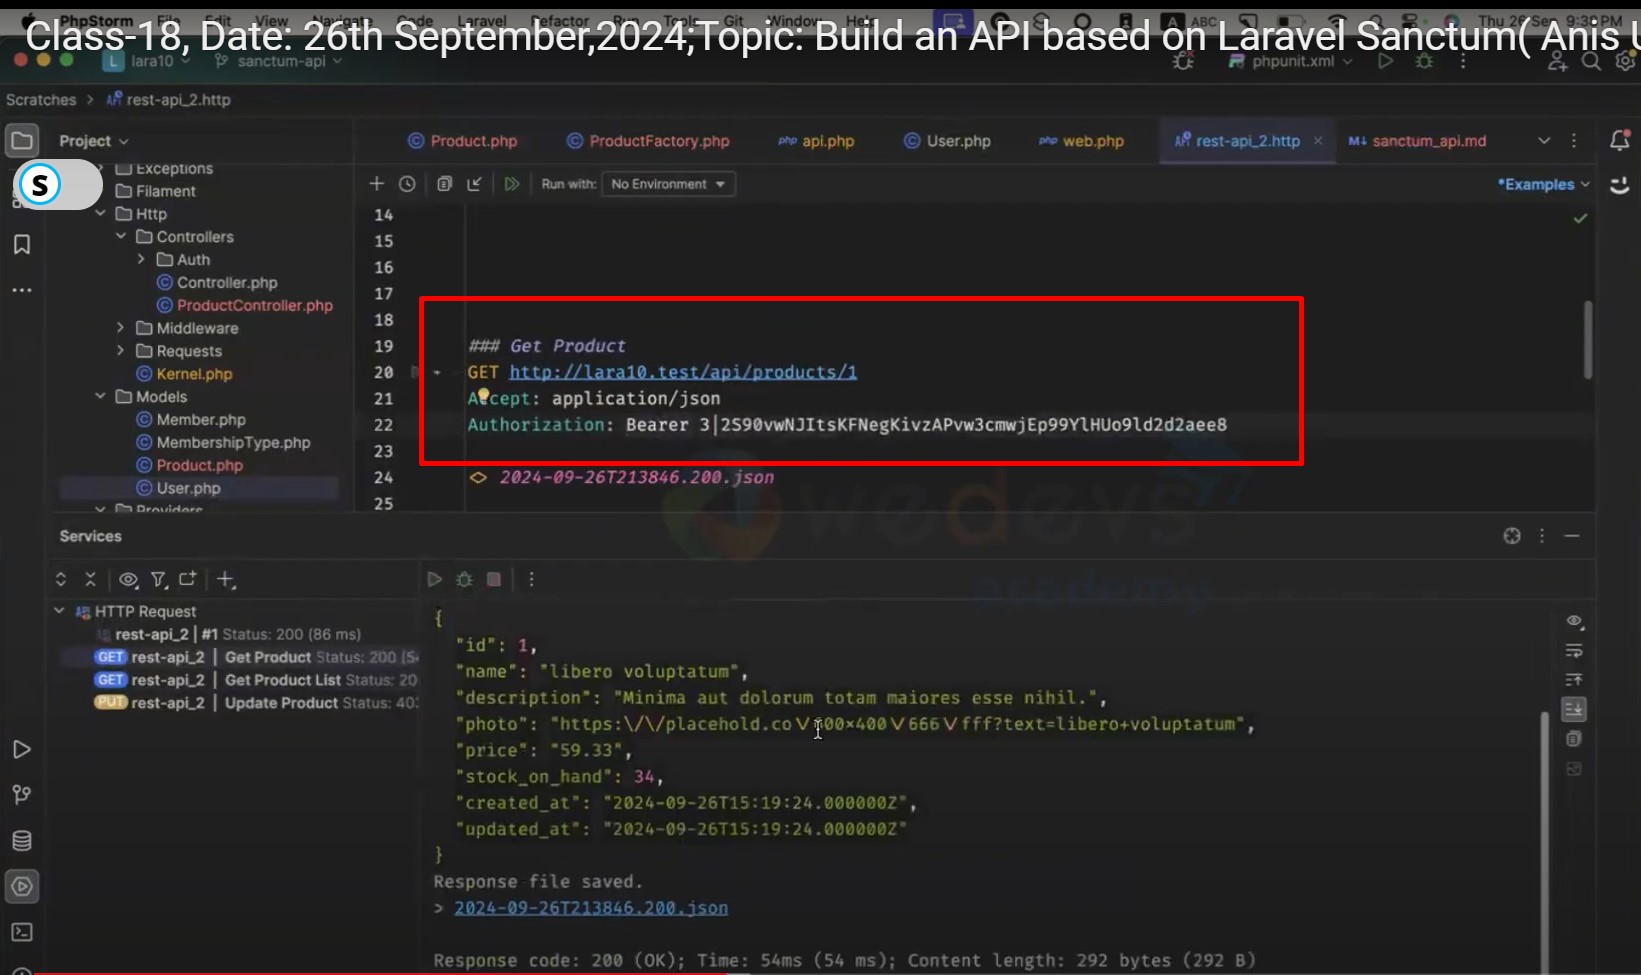 PhpStorm File Edit View Navigate Code Laravel Refactor Run Tools Git Window Help ABC Thu 26 Sep 9:39 PM
Class-18, Date: 26th September,2024;Topic: Build an API based on Laravel Sanctum( Anis U
L lara10 sanctum-api phpunit.xml
Scratches > API rest-api_2.http
Project
Product.php ProductFactory.php php api.php User.php php web.php API rest-api_2.http × M↓ sanctum_api.md
Run with: No Environment *Examples
S
Exceptions
Filament
Http
Controllers
Auth
Controller.php
ProductController.php
Middleware
Requests
Kernel.php
Models
Member.php
MembershipType.php
Product.php
User.php
Providers
14
15
16
17
18
19 ### Get Product
20 GET http://lara10.test/api/products/1
21 Accept: application/json
22 Authorization: Bearer 3|2S90vwNJItsKFNegKivzAPvw3cmwjEp99YlHUo9ld2d2aee8
23
24 <> 2024-09-26T213846.200.json
25
wedevs
academy
Services
HTTP Request
rest-api_2 | #1 Status: 200 (86 ms)
GET rest-api_2 | Get Product Status: 200 (5
GET rest-api_2 | Get Product List Status: 20
PUT rest-api_2 | Update Product Status: 40
{
"id": 1,
"name": "libero voluptatum",
"description": "Minima aut dolorum totam maiores esse nihil.",
"photo": "https:\/\/placehold.co\/400×400\/666\/fff?text=libero+voluptatum",
"price": "59.33",
"stock_on_hand": 34,
"created_at": "2024-09-26T15:19:24.000000Z",
"updated_at": "2024-09-26T15:19:24.000000Z"
}
Response file saved.
> 2024-09-26T213846.200.json
Response code: 200 (OK); Time: 54ms (54 ms); Content length: 292 bytes (292 B)